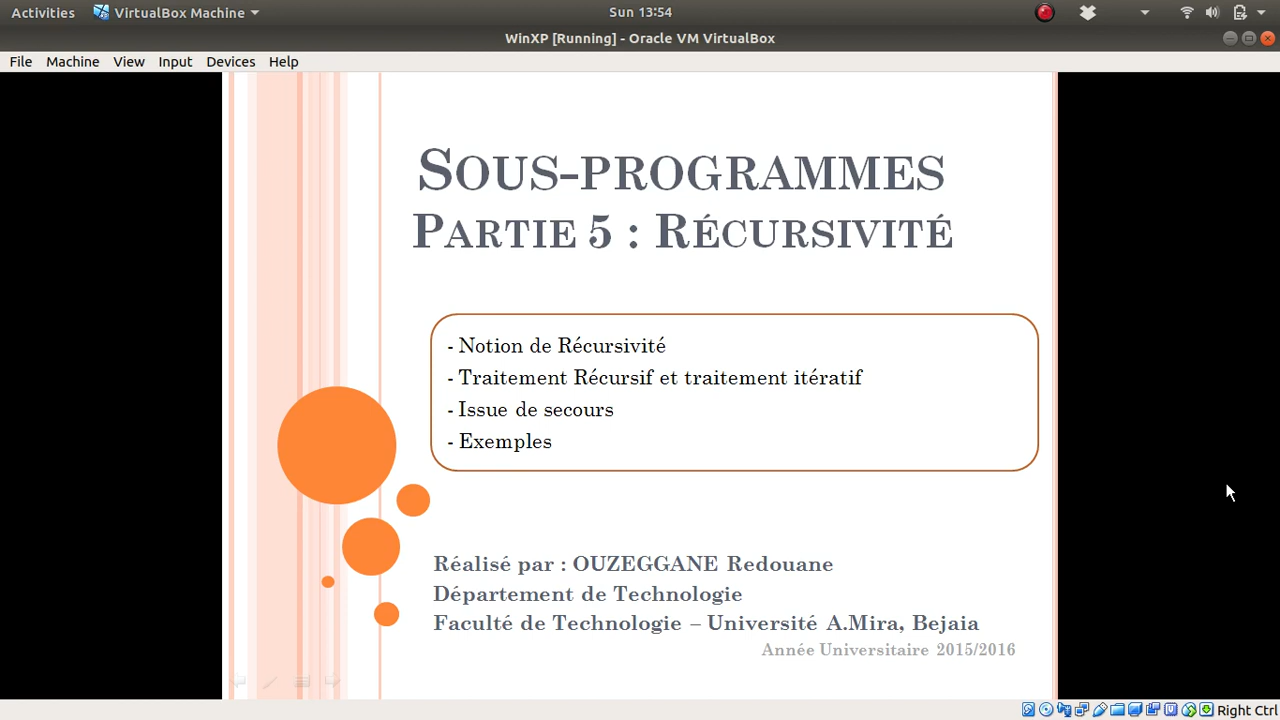 Activities VirtualBox Machine Sun 13:54
WinXP [Running] - Oracle VM VirtualBox
File Machine View Input Devices Help
SOUS-PROGRAMMES
PARTIE 5 : RÉCURSIVITÉ
- Notion de Récursivité
- Traitement Récursif et traitement itératif
- Issue de secours
- Exemples
Réalisé par : OUZEGGANE Redouane
Département de Technologie
Faculté de Technologie – Université A.Mira, Bejaia
Année Universitaire 2015/2016
Right Ctrl